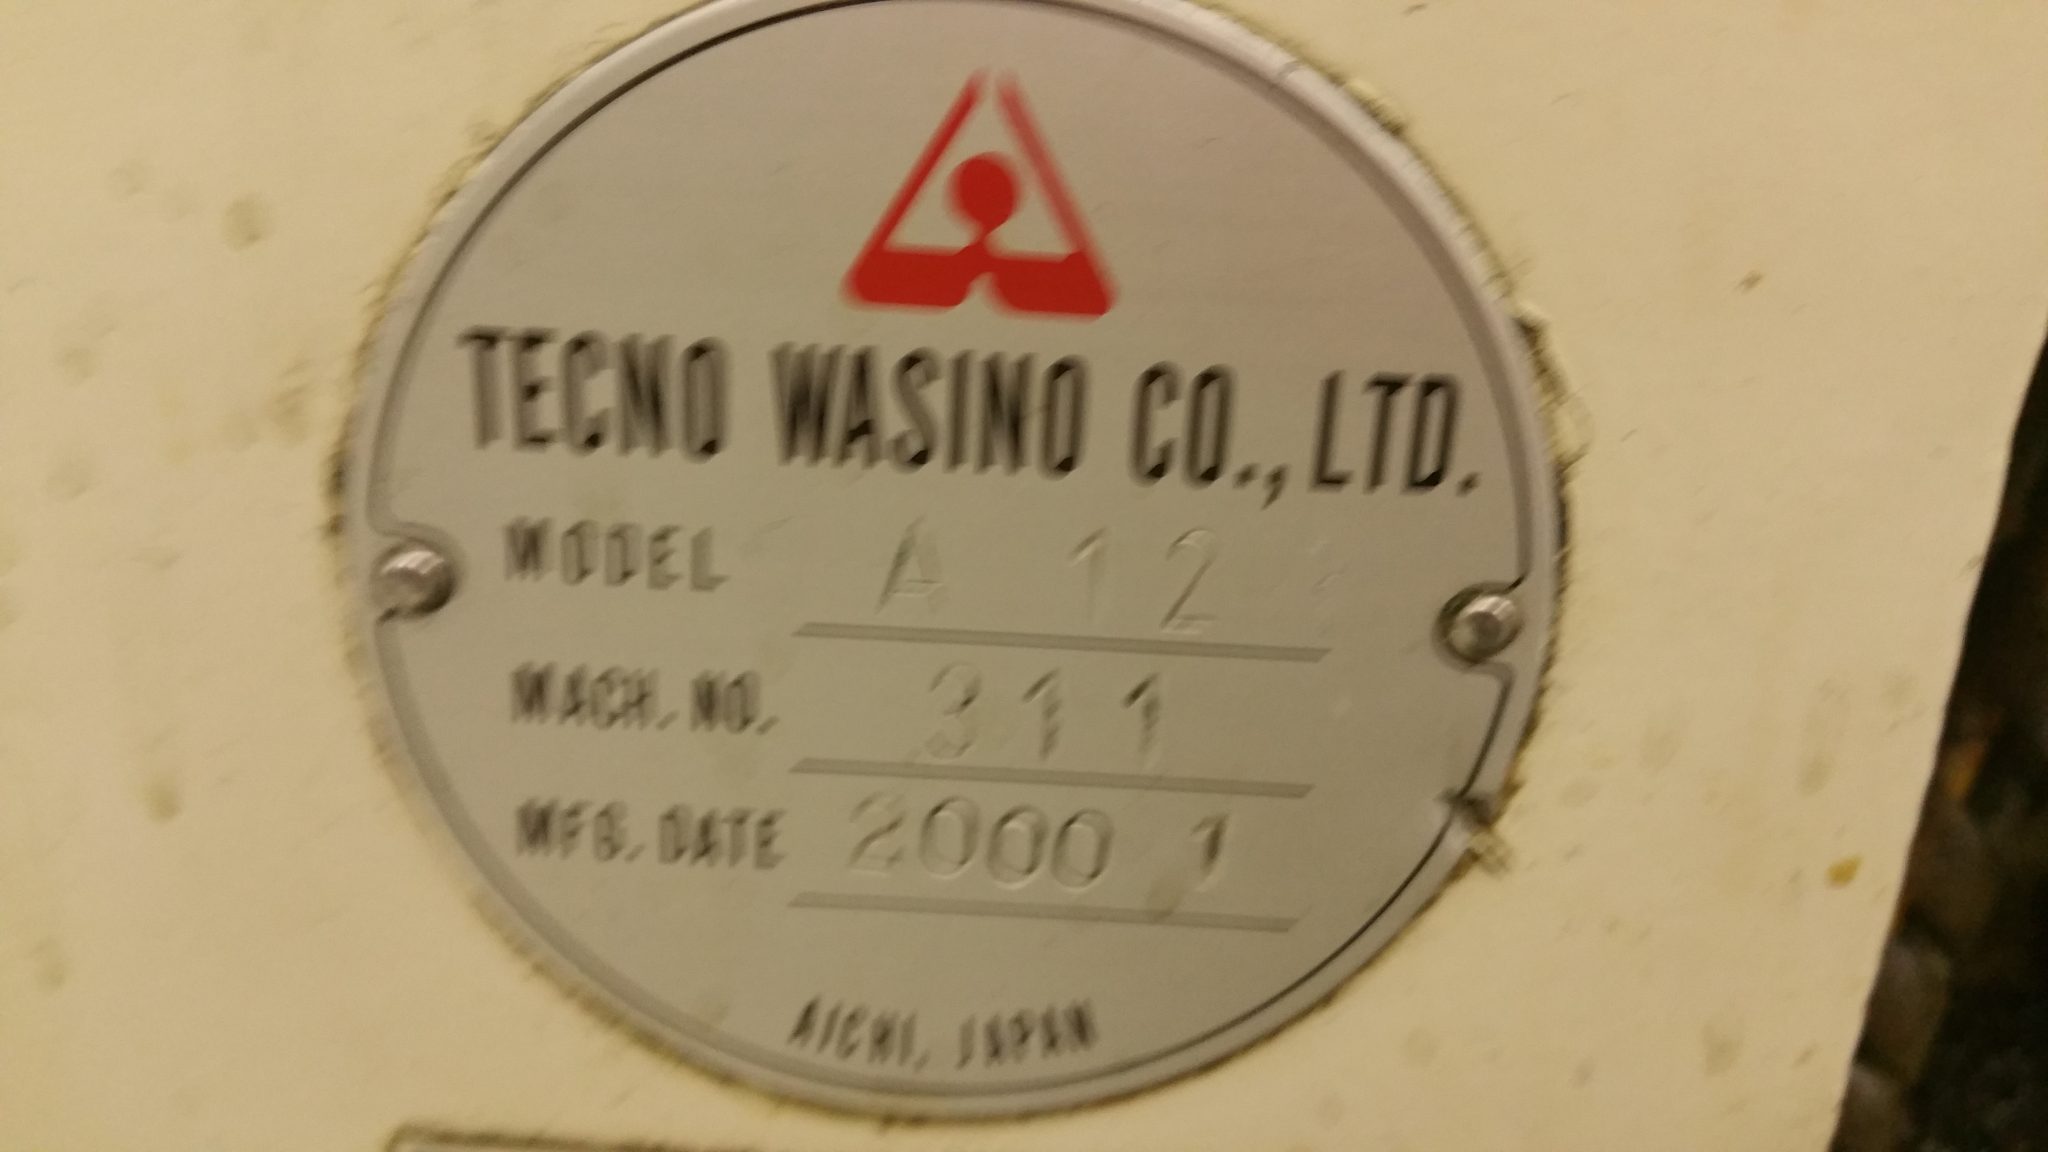 TECNO WASINO CO., LTD.
MODEL A 12
MACH. NO. 311
MFG. DATE 2000 1
AICHI, JAPAN